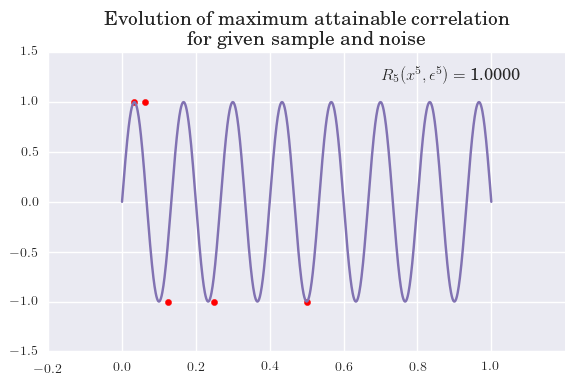 Evolution of maximum attainable correlation
for given sample and noise
R₅(x⁵, ϵ⁵) = 1.0000
1.5
1.0
0.5
0.0
−0.5
−1.0
−1.5
−0.2 0.0 0.2 0.4 0.6 0.8 1.0